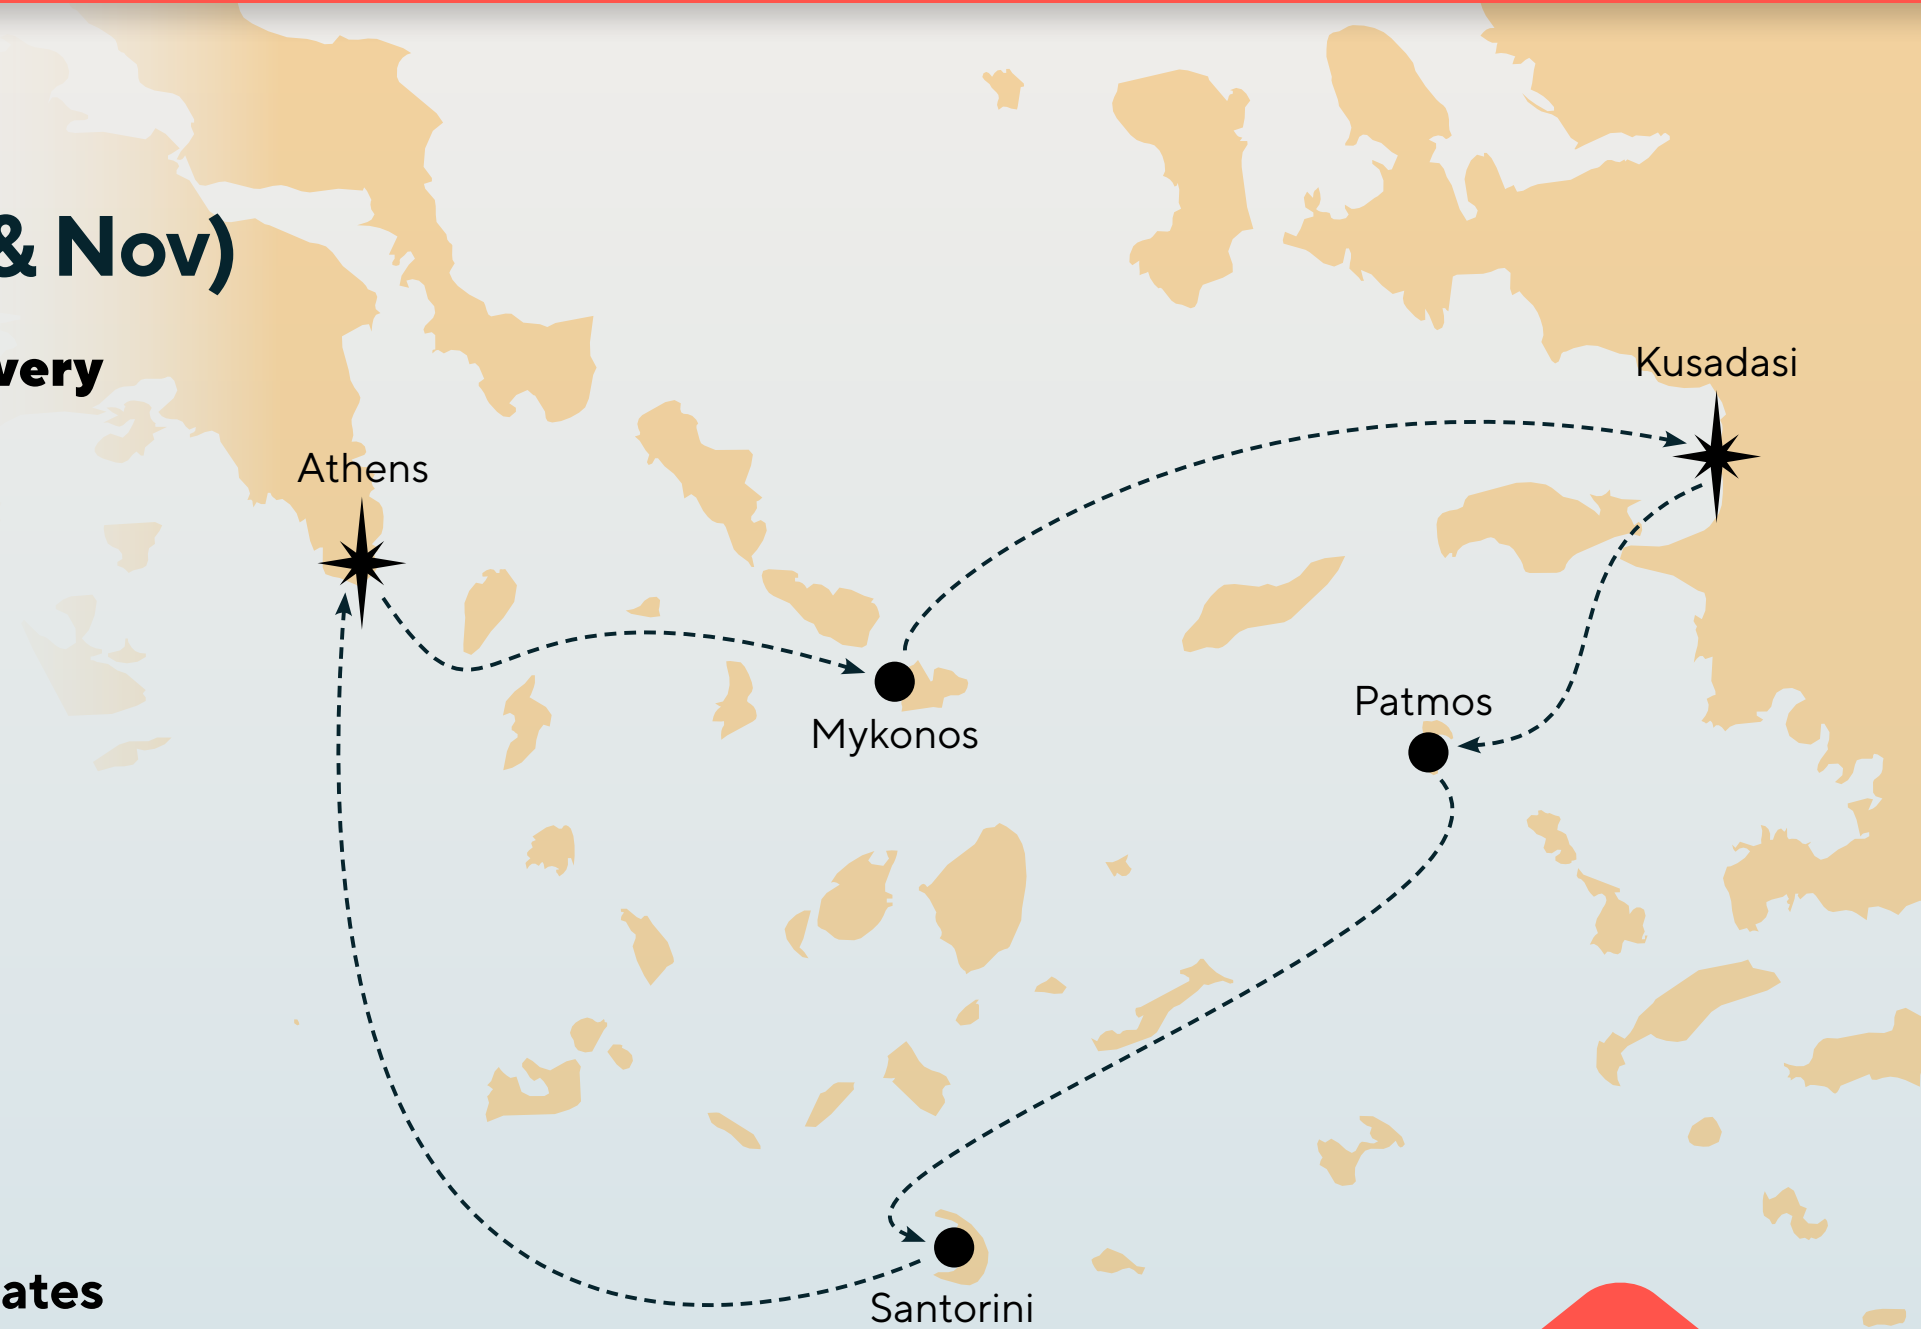 & Nov)
very
Kusadasi
Athens
Patmos
Mykonos
ates
Santorini